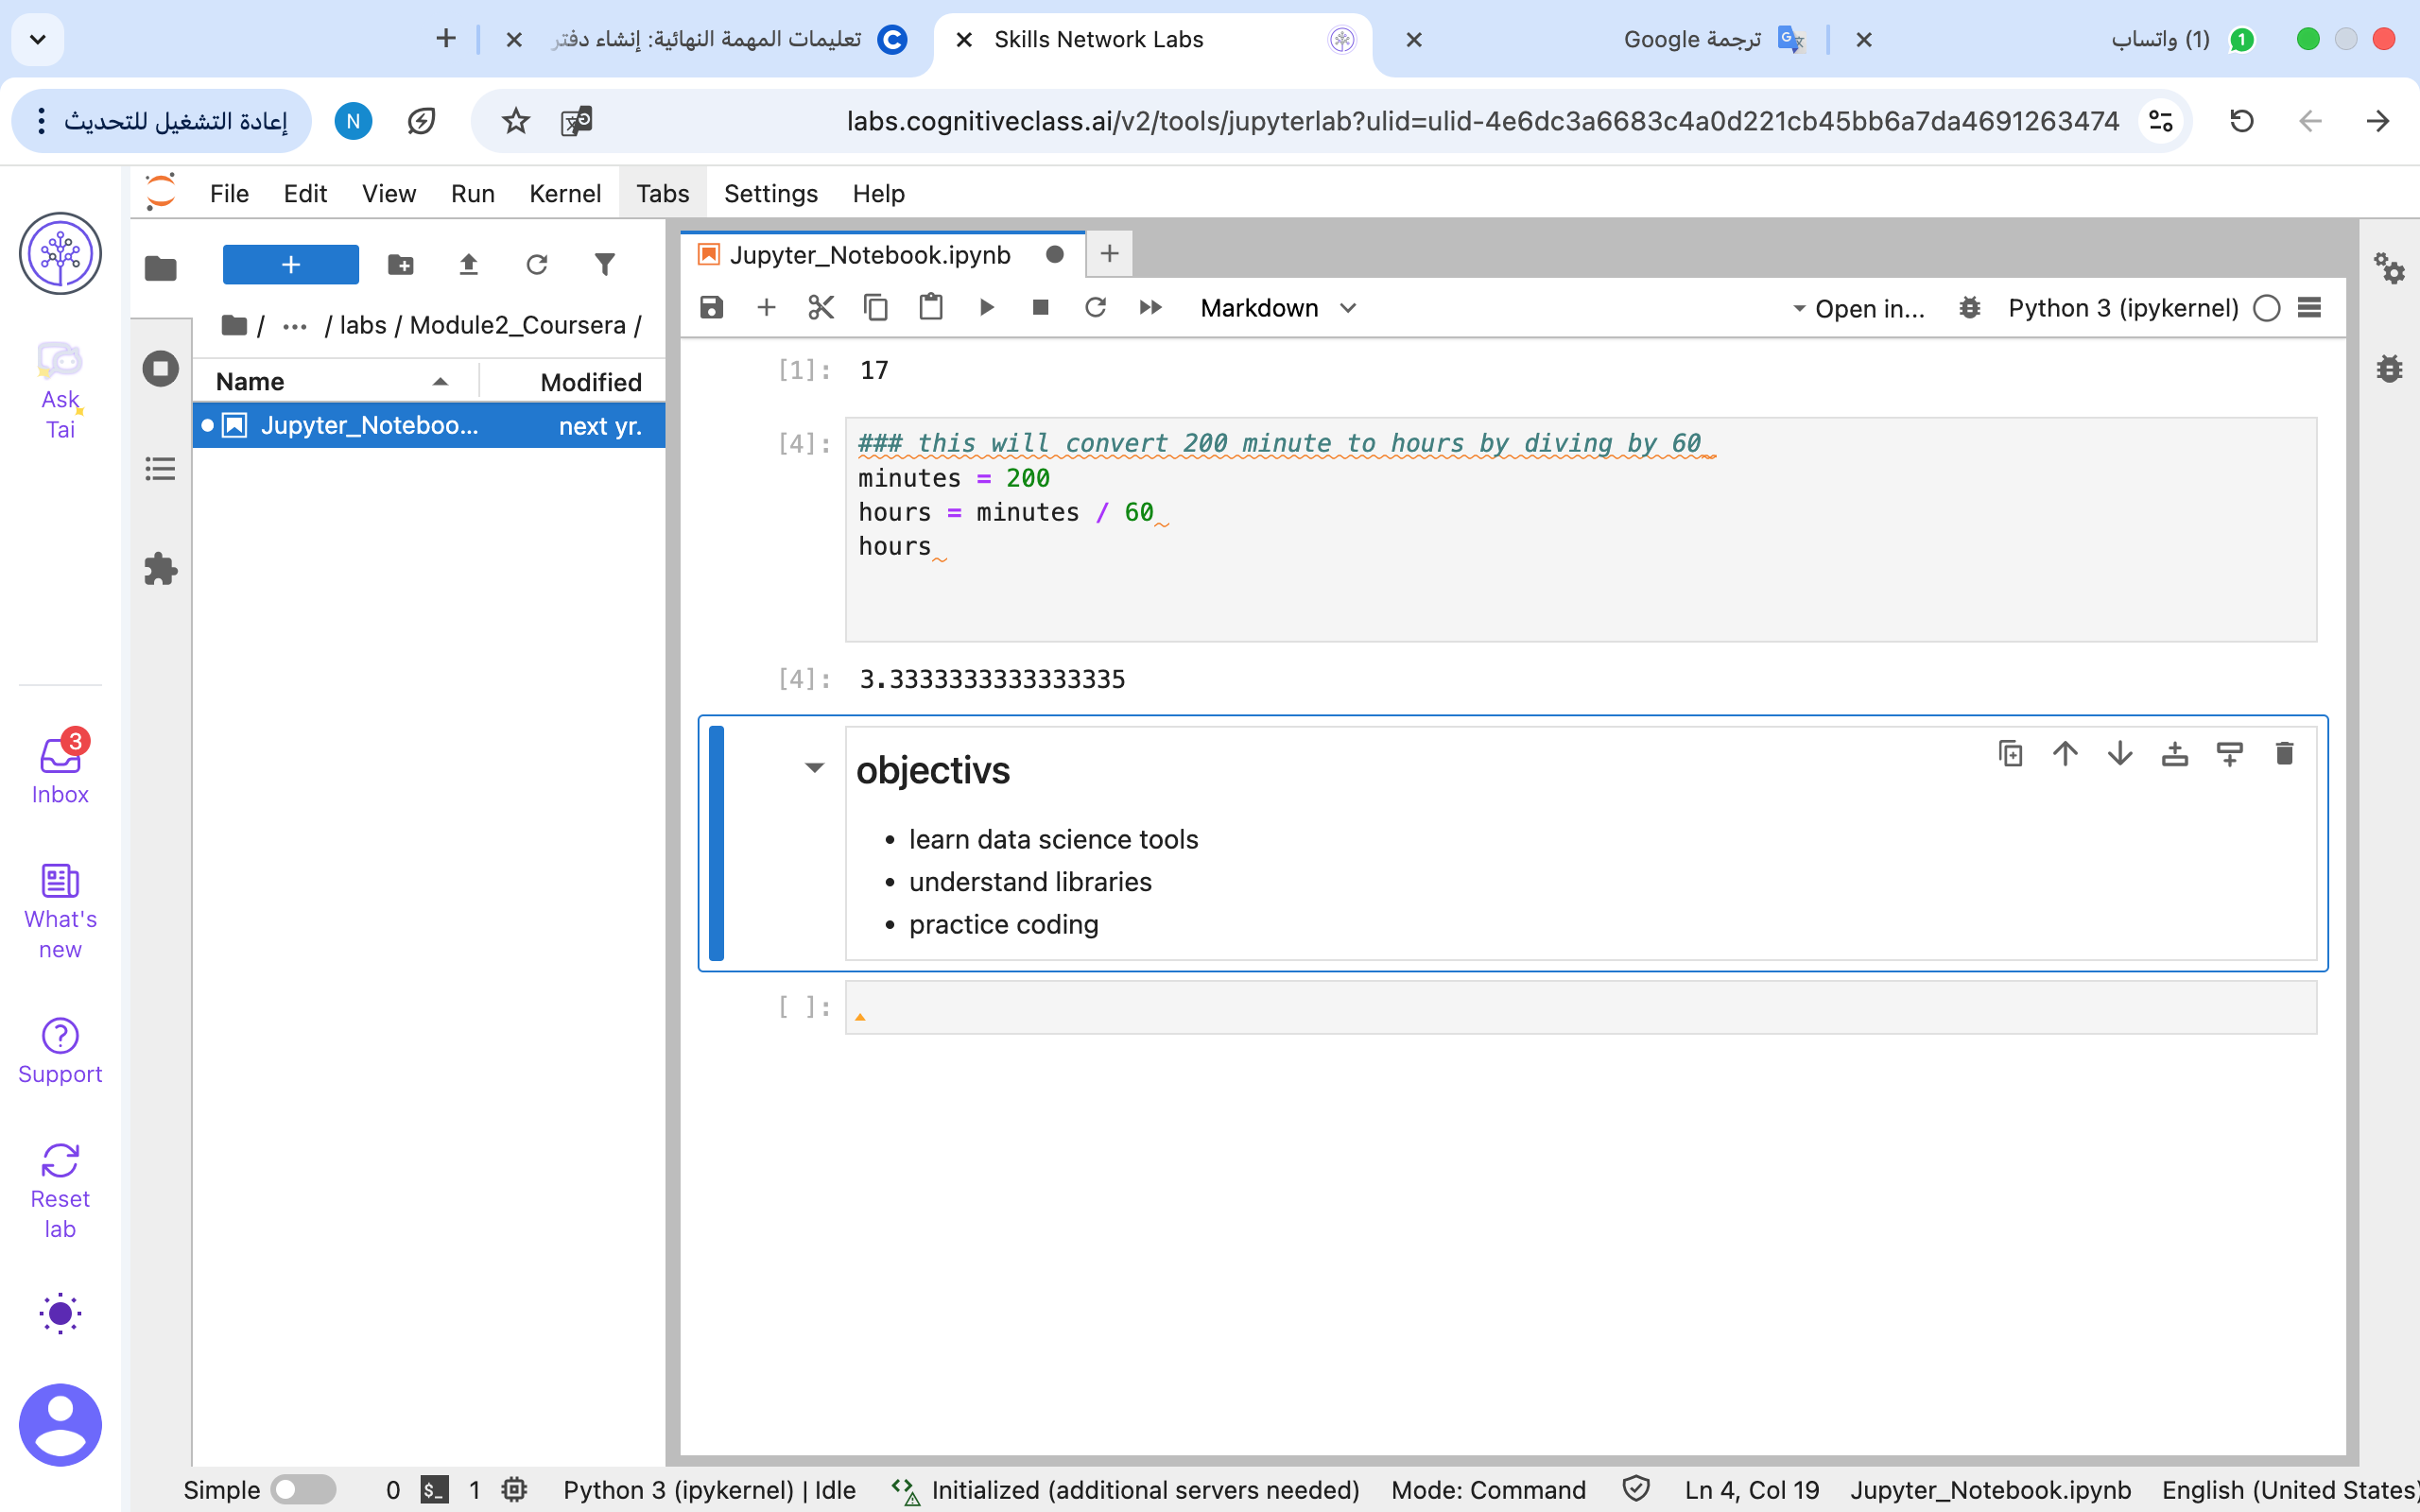 تعليمات المهمة النهائية: إنشاء دفتر
Skills Network Labs
ترجمة Google
(1) واتساب
1
إعادة التشغيل للتحديث
N
labs.cognitiveclass.ai/v2/tools/jupyterlab?ulid=ulid-4e6dc3a6683c4a0d221cb45bb6a7da4691263474
File Edit View Run Kernel Tabs Settings Help
Ask
Tai
Inbox
3
What's
new
Support
Reset
lab
/ ... / labs / Module2_Coursera /
Name Modified
Jupyter_Noteboo... next yr.
Jupyter_Notebook.ipynb
Markdown
Open in...
Python 3 (ipykernel)
[1]: 17
[4]: ### this will convert 200 minute to hours by diving by 60
minutes = 200
hours = minutes / 60
hours
[4]: 3.3333333333333335
objectivs
• learn data science tools
• understand libraries
• practice coding
[ ]:
Simple 0 $_ 1 Python 3 (ipykernel) | Idle Initialized (additional servers needed) Mode: Command Ln 4, Col 19 Jupyter_Notebook.ipynb English (United States)